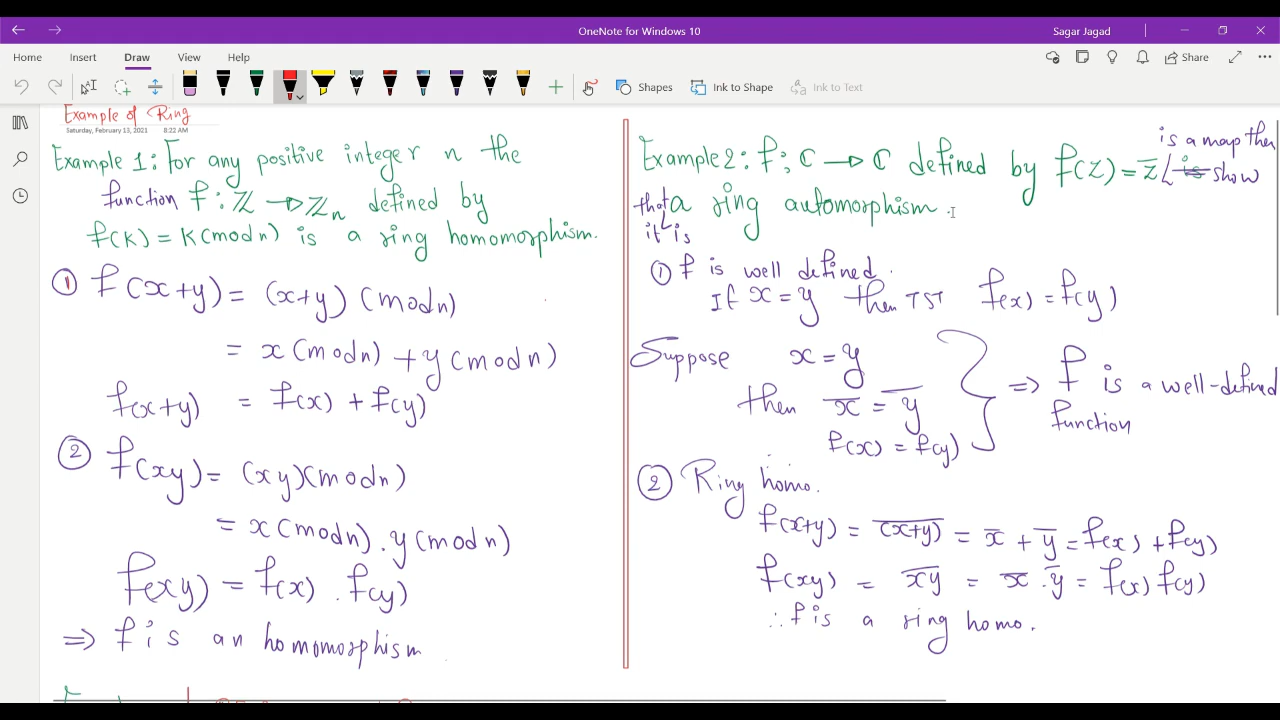 OneNote for Windows 10
Sagar Jagad
Home Insert Draw View Help
Share
Shapes
Ink to Shape
Ink to Text
Example of Ring
Saturday, February 13, 2021 8:22 AM
Example 1: For any positive integer n the
function f : ℤ → ℤn defined by
f(k) = k(mod n) is a ring homomorphism.
① f(x+y) = (x+y) (mod n)
= x(mod n) + y(mod n)
f(x+y) = f(x) + f(y)
② f(xy) = (xy)(mod n)
= x(mod n) . y(mod n)
f(xy) = f(x) . f(y)
⇒ f is an homomorphism
is a map then
Example 2: f : ℂ → ℂ defined by f(z) = z̅ is show
that a ring automorphism.
it is
① f is well defined.
If x = y then TST f(x) = f(y)
Suppose x = y
then x̅ = y̅
f(x) = f(y)
⇒ f is a well-defined
function
② Ring homo.
f(x+y) = (x+y)̅ = x̅ + y̅ = f(x) + f(y)
f(xy) = x̅y̅ = x̅ . y̅ = f(x) f(y)
∴ f is a ring homo.